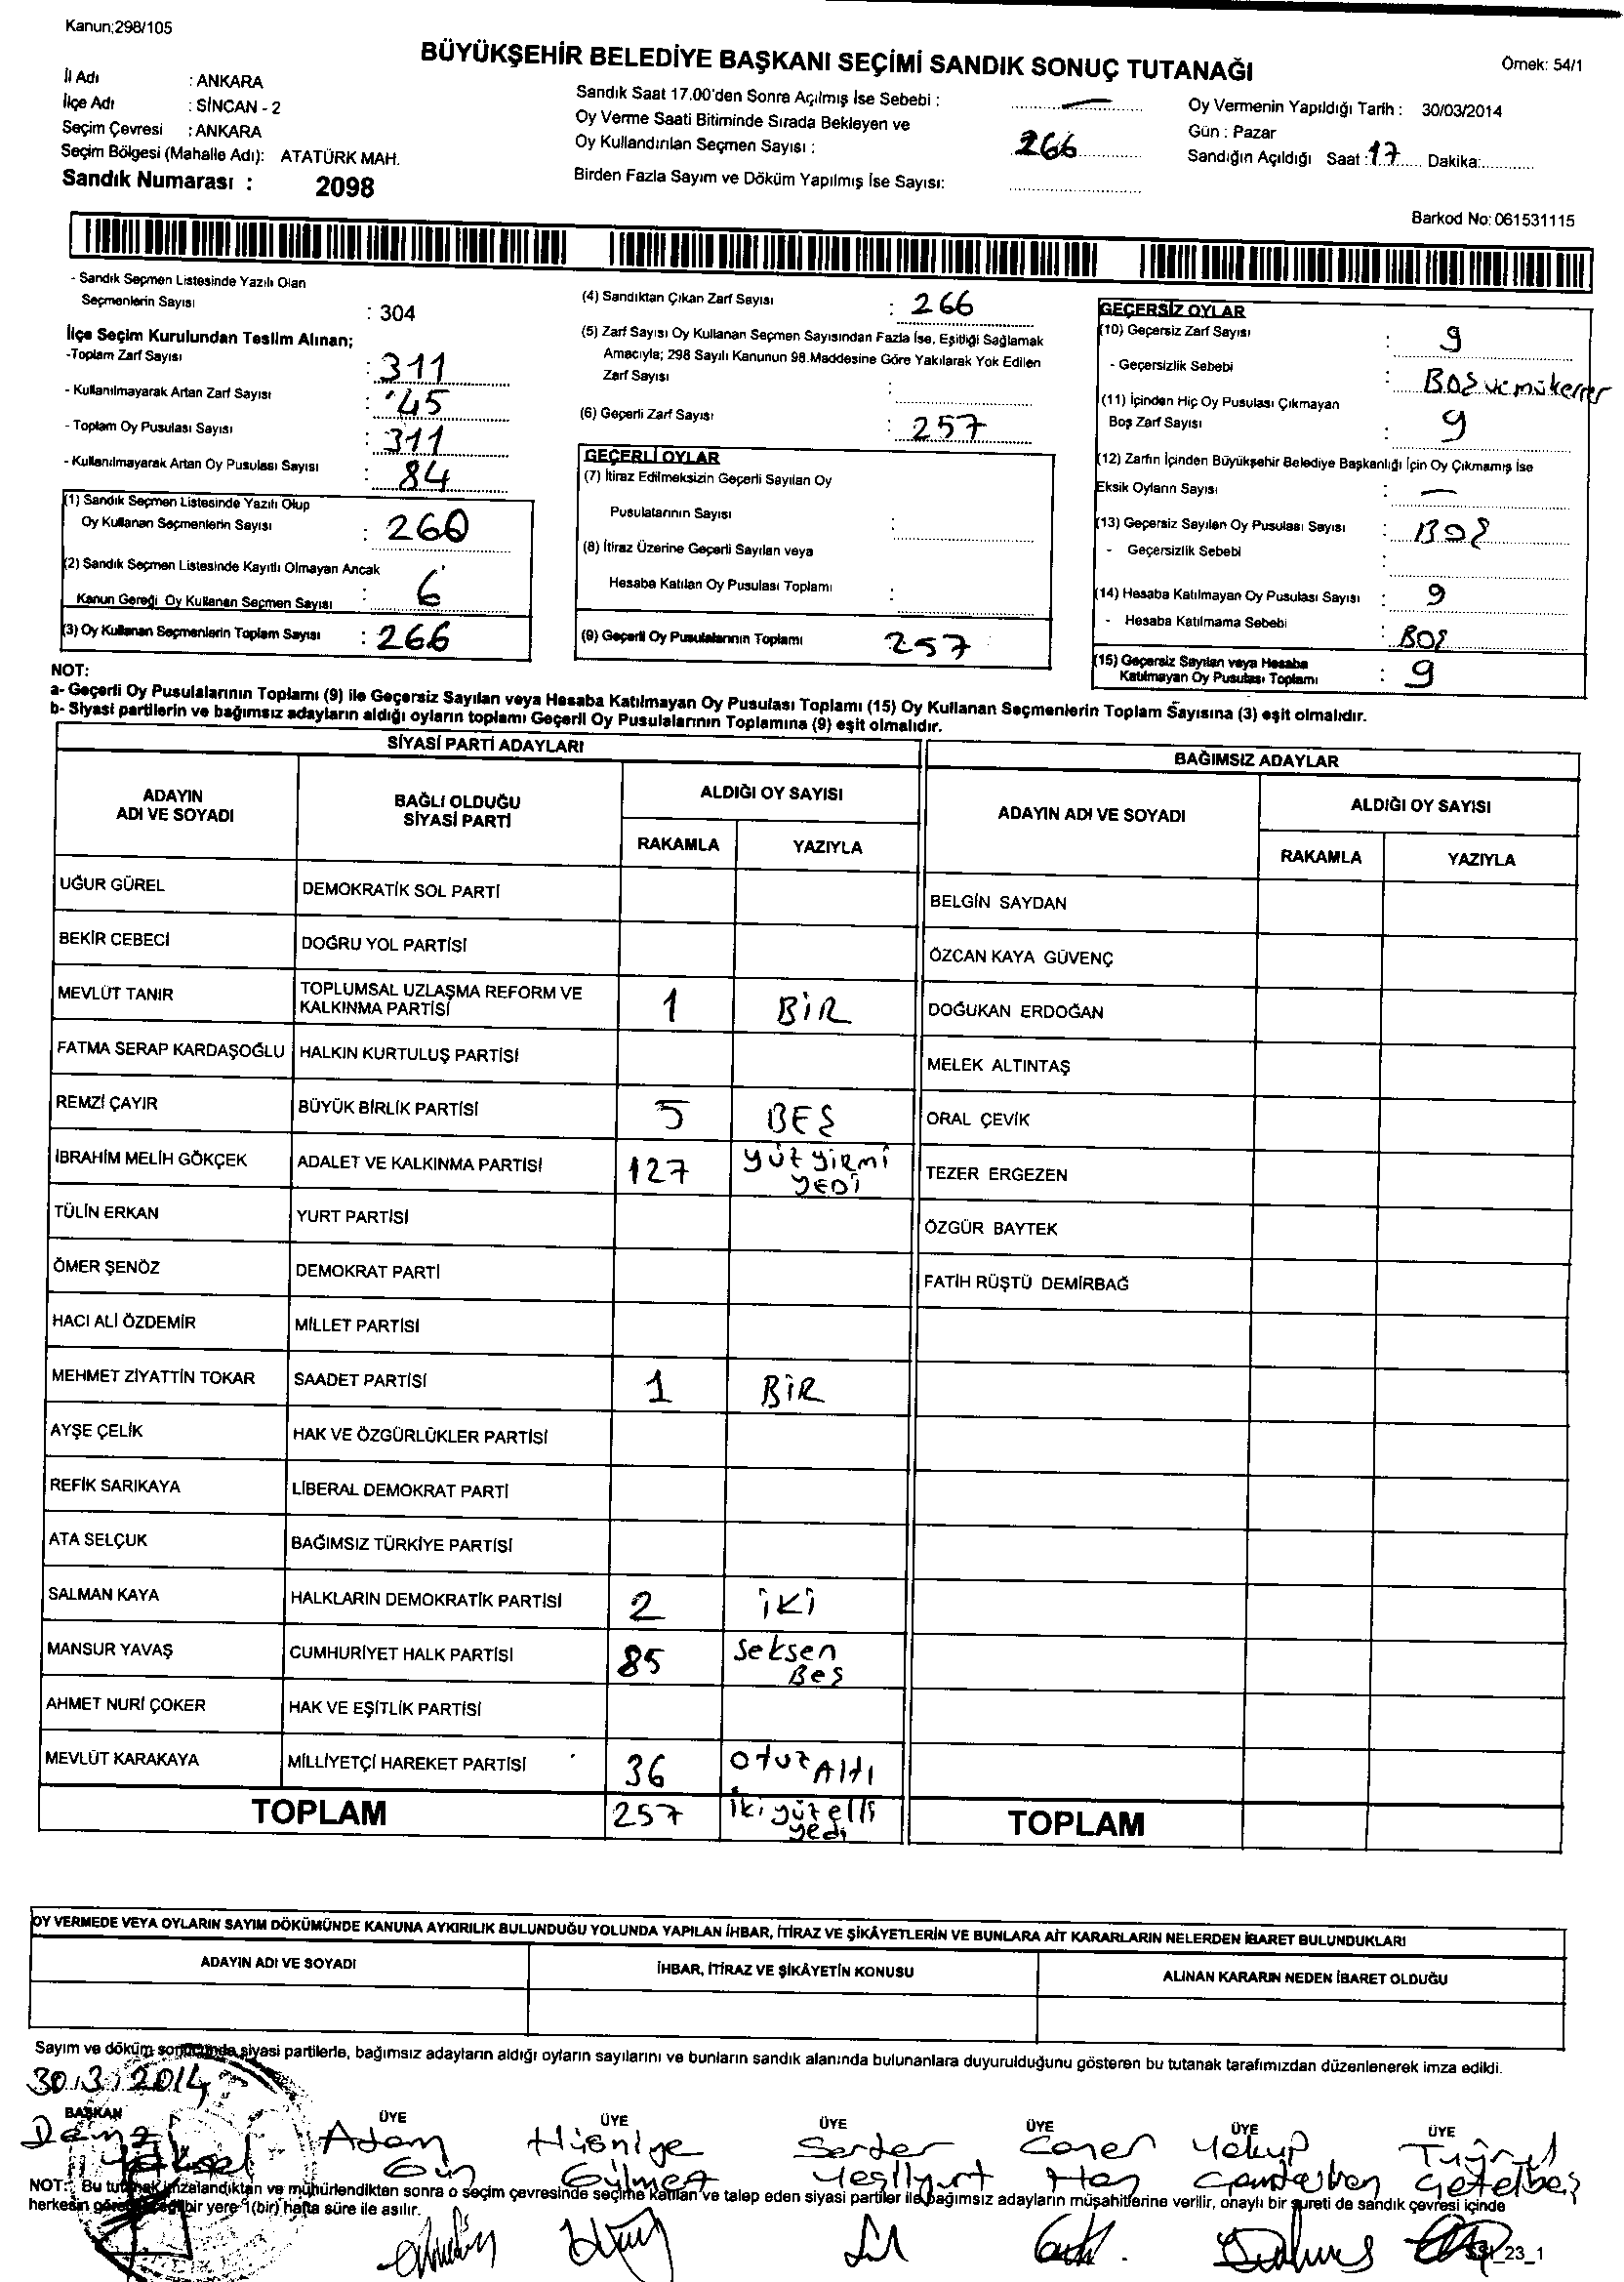 Kanun;298/105
BÜYÜKŞEHİR BELEDİYE BAŞKANI SEÇİMİ SANDIK SONUÇ TUTANAĞI
Örnek: 54/1
İl Adı : ANKARA
İlçe Adı : SİNCAN - 2
Seçim Çevresi : ANKARA
Seçim Bölgesi (Mahalle Adı): ATATÜRK MAH.
Sandık Numarası : 2098
Sandık Saat 17.00'den Sonra Açılmış İse Sebebi : —
Oy Verme Saati Bitiminde Sırada Bekleyen ve
Oy Kullandırılan Seçmen Sayısı : 266
Birden Fazla Sayım ve Döküm Yapılmış İse Sayısı:
Oy Vermenin Yapıldığı Tarih : 30/03/2014
Gün : Pazar
Sandığın Açıldığı Saat : 17 Dakika:
Barkod No: 061531115
- Sandık Seçmen Listesinde Yazılı Olan
Seçmenlerin Sayısı : 304
İlçe Seçim Kurulundan Teslim Alınan;
-Toplam Zarf Sayısı : 311
- Kullanılmayarak Artan Zarf Sayısı : 45
- Toplam Oy Pusulası Sayısı : 311
- Kullanılmayarak Artan Oy Pusulası Sayısı : 84
(1) Sandık Seçmen Listesinde Yazılı Olup
Oy Kullanan Seçmenlerin Sayısı : 260
(2) Sandık Seçmen Listesinde Kayıtlı Olmayan Ancak
Kanun Gereği Oy Kullanan Seçmen Sayısı : 6
(3) Oy Kullanan Seçmenlerin Toplam Sayısı : 266
(4) Sandıktan Çıkan Zarf Sayısı : 266
(5) Zarf Sayısı Oy Kullanan Seçmen Sayısından Fazla İse, Eşitliği Sağlamak
Amacıyla; 298 Sayılı Kanunun 98.Maddesine Göre Yakılarak Yok Edilen
Zarf Sayısı :
(6) Geçerli Zarf Sayısı : 257
GEÇERLİ OYLAR
(7) İtiraz Edilmeksizin Geçerli Sayılan Oy
Pusulalarının Sayısı :
(8) İtiraz Üzerine Geçerli Sayılan veya
Hesaba Katılan Oy Pusulası Toplamı :
(9) Geçerli Oy Pusulalarının Toplamı 257
GEÇERSİZ OYLAR
(10) Geçersiz Zarf Sayısı : 9
- Geçersizlik Sebebi : BOŞ ve mükerrer
(11) İçinden Hiç Oy Pusulası Çıkmayan
Boş Zarf Sayısı : 9
(12) Zarfın İçinden Büyükşehir Belediye Başkanlığı İçin Oy Çıkmamış İse
Eksik Oyların Sayısı : —
(13) Geçersiz Sayılan Oy Pusulası Sayısı : BOŞ
- Geçersizlik Sebebi :
(14) Hesaba Katılmayan Oy Pusulası Sayısı : 9
- Hesaba Katılmama Sebebi : BOŞ
(15) Geçersiz Sayılan veya Hesaba
Katılmayan Oy Pusulası Toplamı : 9
NOT:
a- Geçerli Oy Pusulalarının Toplamı (9) ile Geçersiz Sayılan veya Hesaba Katılmayan Oy Pusulası Toplamı (15) Oy Kullanan Seçmenlerin Toplam Sayısına (3) eşit olmalıdır.
b- Siyasi partilerin ve bağımsız adayların aldığı oyların toplamı Geçerli Oy Pusulalarının Toplamına (9) eşit olmalıdır.
SİYASİ PARTİ ADAYLARI
ADAYIN ADI VE SOYADI
BAĞLI OLDUĞU SİYASİ PARTİ
ALDIĞI OY SAYISI
RAKAMLA YAZIYLA
UĞUR GÜREL DEMOKRATİK SOL PARTİ
BEKİR CEBECİ DOĞRU YOL PARTİSİ
MEVLÜT TANIR TOPLUMSAL UZLAŞMA REFORM VE KALKINMA PARTİSİ 1 BİR
FATMA SERAP KARDAŞOĞLU HALKIN KURTULUŞ PARTİSİ
REMZİ ÇAYIR BÜYÜK BİRLİK PARTİSİ 5 BEŞ
İBRAHİM MELİH GÖKÇEK ADALET VE KALKINMA PARTİSİ 127 yüz yirmi yedi
TÜLİN ERKAN YURT PARTİSİ
ÖMER ŞENÖZ DEMOKRAT PARTİ
HACI ALİ ÖZDEMİR MİLLET PARTİSİ
MEHMET ZİYATTİN TOKAR SAADET PARTİSİ 1 BİR
AYŞE ÇELİK HAK VE ÖZGÜRLÜKLER PARTİSİ
REFİK SARIKAYA LİBERAL DEMOKRAT PARTİ
ATA SELÇUK BAĞIMSIZ TÜRKİYE PARTİSİ
SALMAN KAYA HALKLARIN DEMOKRATİK PARTİSİ 2 iki
MANSUR YAVAŞ CUMHURİYET HALK PARTİSİ 85 Seksen Beş
AHMET NURİ ÇOKER HAK VE EŞİTLİK PARTİSİ
MEVLÜT KARAKAYA MİLLİYETÇİ HAREKET PARTİSİ 36 otuz Altı
TOPLAM 257 iki yüz elli yedi
BAĞIMSIZ ADAYLAR
ADAYIN ADI VE SOYADI
ALDIĞI OY SAYISI
RAKAMLA YAZIYLA
BELGİN SAYDAN
ÖZCAN KAYA GÜVENÇ
DOĞUKAN ERDOĞAN
MELEK ALTINTAŞ
ORAL ÇEVİK
TEZER ERGEZEN
ÖZGÜR BAYTEK
FATİH RÜŞTÜ DEMİRBAĞ
TOPLAM
OY VERMEDE VEYA OYLARIN SAYIM DÖKÜMÜNDE KANUNA AYKIRILIK BULUNDUĞU YOLUNDA YAPILAN İHBAR, İTİRAZ VE ŞİKÂYETLERİN VE BUNLARA AİT KARARLARIN NELERDEN İBARET BULUNDUKLARI
ADAYIN ADI VE SOYADI İHBAR, İTİRAZ VE ŞİKÂYETİN KONUSU ALINAN KARARIN NEDEN İBARET OLDUĞU
Sayım ve döküm sonucunda siyasi partilerle, bağımsız adayların aldığı oyların sayılarını ve bunların sandık alanında bulunanlara duyurulduğunu gösteren bu tutanak tarafımızdan düzenlenerek imza edildi.
30.3.2014
BAŞKAN ÜYE ÜYE ÜYE ÜYE ÜYE ÜYE
Adem Hüsniye Serder Caner Yakup Tuğrul
Yüksel Gün Gülmez Yeşilyurt
NOT: Bu tutanak imzalandıktan ve mühürlendikten sonra o seçim çevresinde seçime katılan ve talep eden siyasi partiler ile bağımsız adayların müşahitlerine verilir, onaylı bir sureti de sandık çevresi içinde
herkesin göreceği bir yere 1(bir) hafta süre ile asılır.